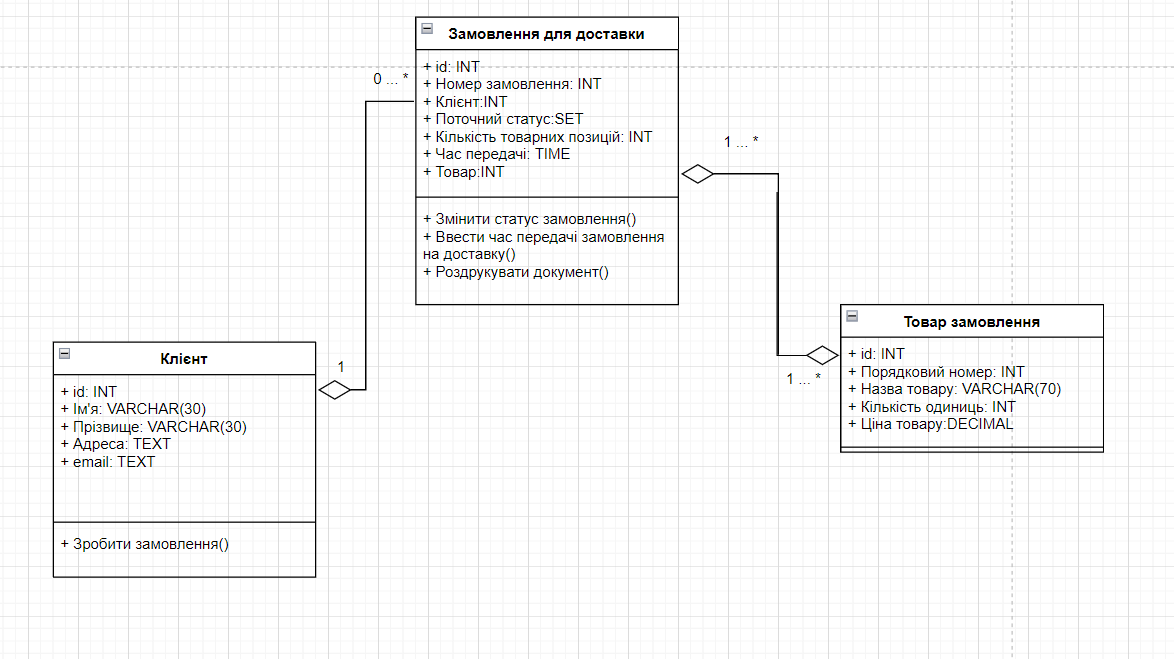 Замовлення для доставки
+ id: INT
+ Номер замовлення: INT
+ Клієнт:INT
+ Поточний статус:SET
+ Кількість товарних позицій: INT
+ Час передачі: TIME
+ Товар:INT
+ Змінити статус замовлення()
+ Ввести час передачі замовлення
на доставку()
+ Роздрукувати документ()
0 ... *
1 ... *
Клієнт
+ id: INT
+ Ім'я: VARCHAR(30)
+ Прізвище: VARCHAR(30)
+ Адреса: TEXT
+ email: TEXT
+ Зробити замовлення()
1
1 ... *
Товар замовлення
+ id: INT
+ Порядковий номер: INT
+ Назва товару: VARCHAR(70)
+ Кількість одиниць: INT
+ Ціна товару:DECIMAL